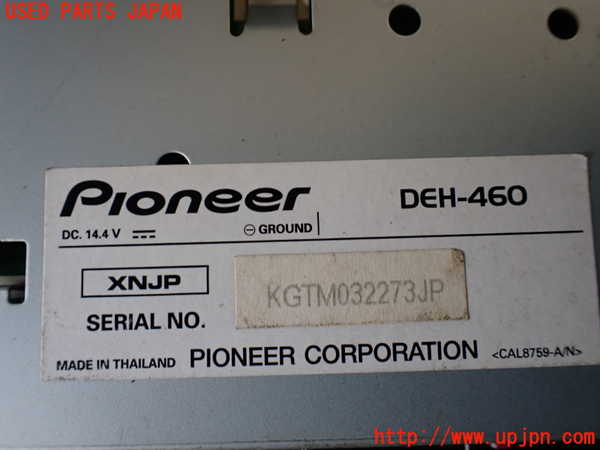 USED PARTS JAPAN
Pioneer
DEH-460
DC. 14.4 V ⎓
⊖ GROUND
XNJP
SERIAL NO. KGTM032273JP
MADE IN THAILAND PIONEER CORPORATION <CAL8759-A/N>
http://www.upjpn.com/